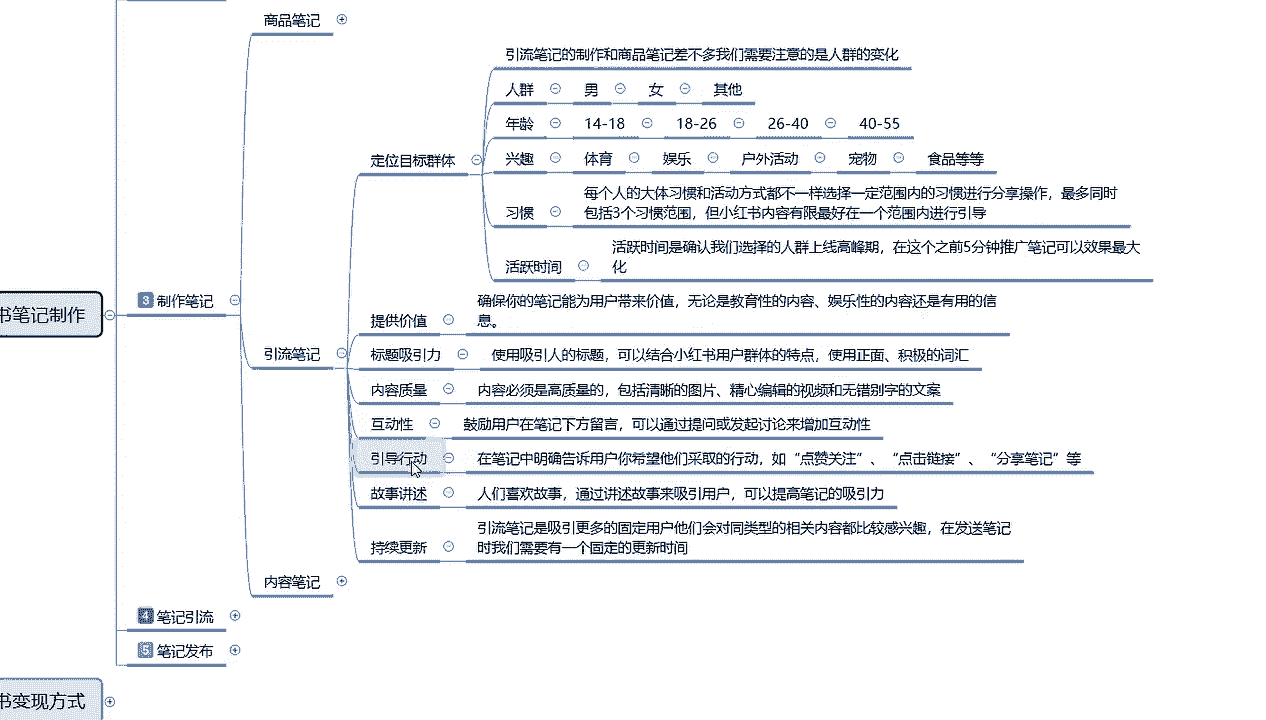 商品笔记
引流笔记的制作和商品笔记差不多我们需要注意的是人群的变化
人群 男 女 其他
年龄 14-18 18-26 26-40 40-55
定位目标群体
兴趣 体育 娱乐 户外活动 宠物 食品等等
每个人的大体习惯和活动方式都不一样选择一定范围内的习惯进行分享操作，最多同时
习惯 包括3个习惯范围，但小红书内容有限最好在一个范围内进行引导
活跃时间是确认我们选择的人群上线高峰期，在这个之前5分钟推广笔记可以效果最大
活跃时间 化
3 制作笔记
书笔记制作
确保你的笔记能为用户带来价值，无论是教育性的内容、娱乐性的内容还是有用的信
提供价值 息。
引流笔记
标题吸引力 使用吸引人的标题，可以结合小红书用户群体的特点，使用正面、积极的词汇
内容质量 内容必须是高质量的，包括清晰的图片、精心编辑的视频和无错别字的文案
互动性 鼓励用户在笔记下方留言，可以通过提问或发起讨论来增加互动性
引导行动 在笔记中明确告诉用户你希望他们采取的行动，如“点赞关注”、“点击链接”、“分享笔记”等
故事讲述 人们喜欢故事，通过讲述故事来吸引用户，可以提高笔记的吸引力
引流笔记是吸引更多的固定用户他们会对同类型的相关内容都比较感兴趣，在发送笔记
持续更新 时我们需要有一个固定的更新时间
内容笔记
4 笔记引流
5 笔记发布
书变现方式